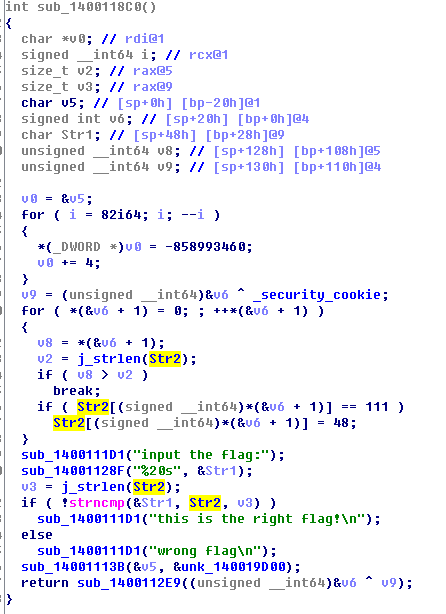 int sub_1400118C0()
{
char *v0; // rdi@1
signed __int64 i; // rcx@1
size_t v2; // rax@5
size_t v3; // rax@9
char v5; // [sp+0h] [bp-20h]@1
signed int v6; // [sp+20h] [bp+0h]@4
char Str1; // [sp+48h] [bp+28h]@9
unsigned __int64 v8; // [sp+128h] [bp+108h]@5
unsigned __int64 v9; // [sp+130h] [bp+110h]@4
v0 = &v5;
for ( i = 82i64; i; --i )
{
*(_DWORD *)v0 = -858993460;
v0 += 4;
}
v9 = (unsigned __int64)&v6 ^ _security_cookie;
for ( *(&v6 + 1) = 0; ; ++*(&v6 + 1) )
{
v8 = *(&v6 + 1);
v2 = j_strlen(Str2);
if ( v8 > v2 )
break;
if ( Str2[(signed __int64)*(&v6 + 1)] == 111 )
Str2[(signed __int64)*(&v6 + 1)] = 48;
}
sub_1400111D1("input the flag:");
sub_14001128F("%20s", &Str1);
v3 = j_strlen(Str2);
if ( !strncmp(&Str1, Str2, v3) )
sub_1400111D1("this is the right flag!\n");
else
sub_1400111D1("wrong flag\n");
sub_14001113B(&v5, &unk_140019D00);
return sub_1400112E9((unsigned __int64)&v6 ^ v9);
}